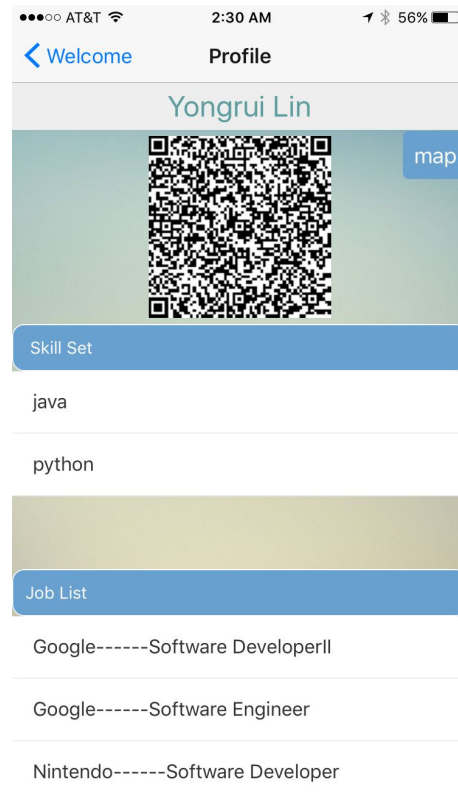 AT&T 2:30 AM 56%
Welcome Profile
Yongrui Lin
map
Skill Set
java
python
Job List
Google------Software DeveloperII
Google------Software Engineer
Nintendo------Software Developer